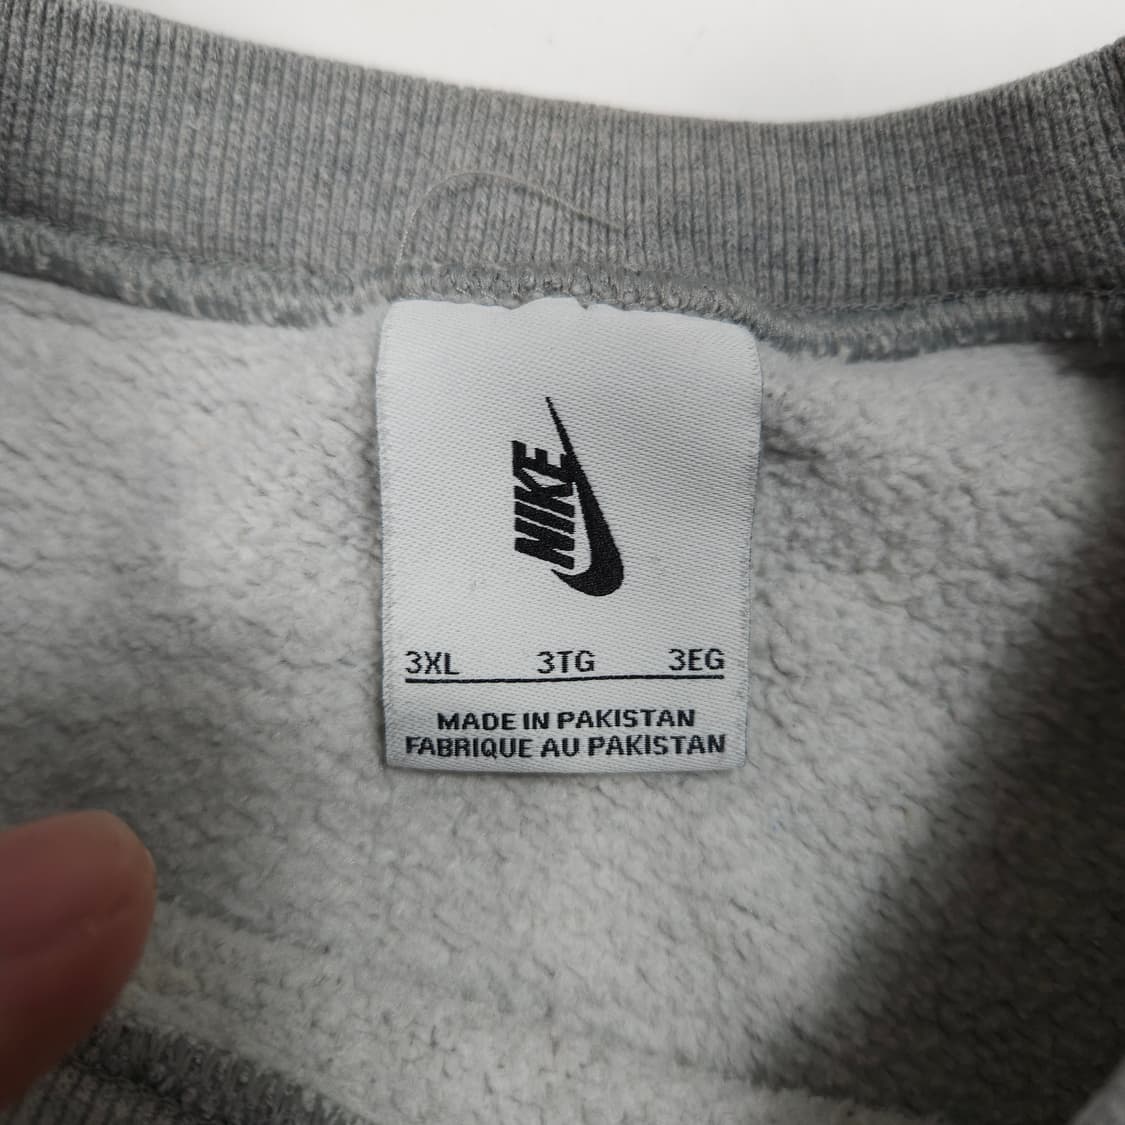 NIKE
3XL 3TG 3EG
MADE IN PAKISTAN
FABRIQUE AU PAKISTAN